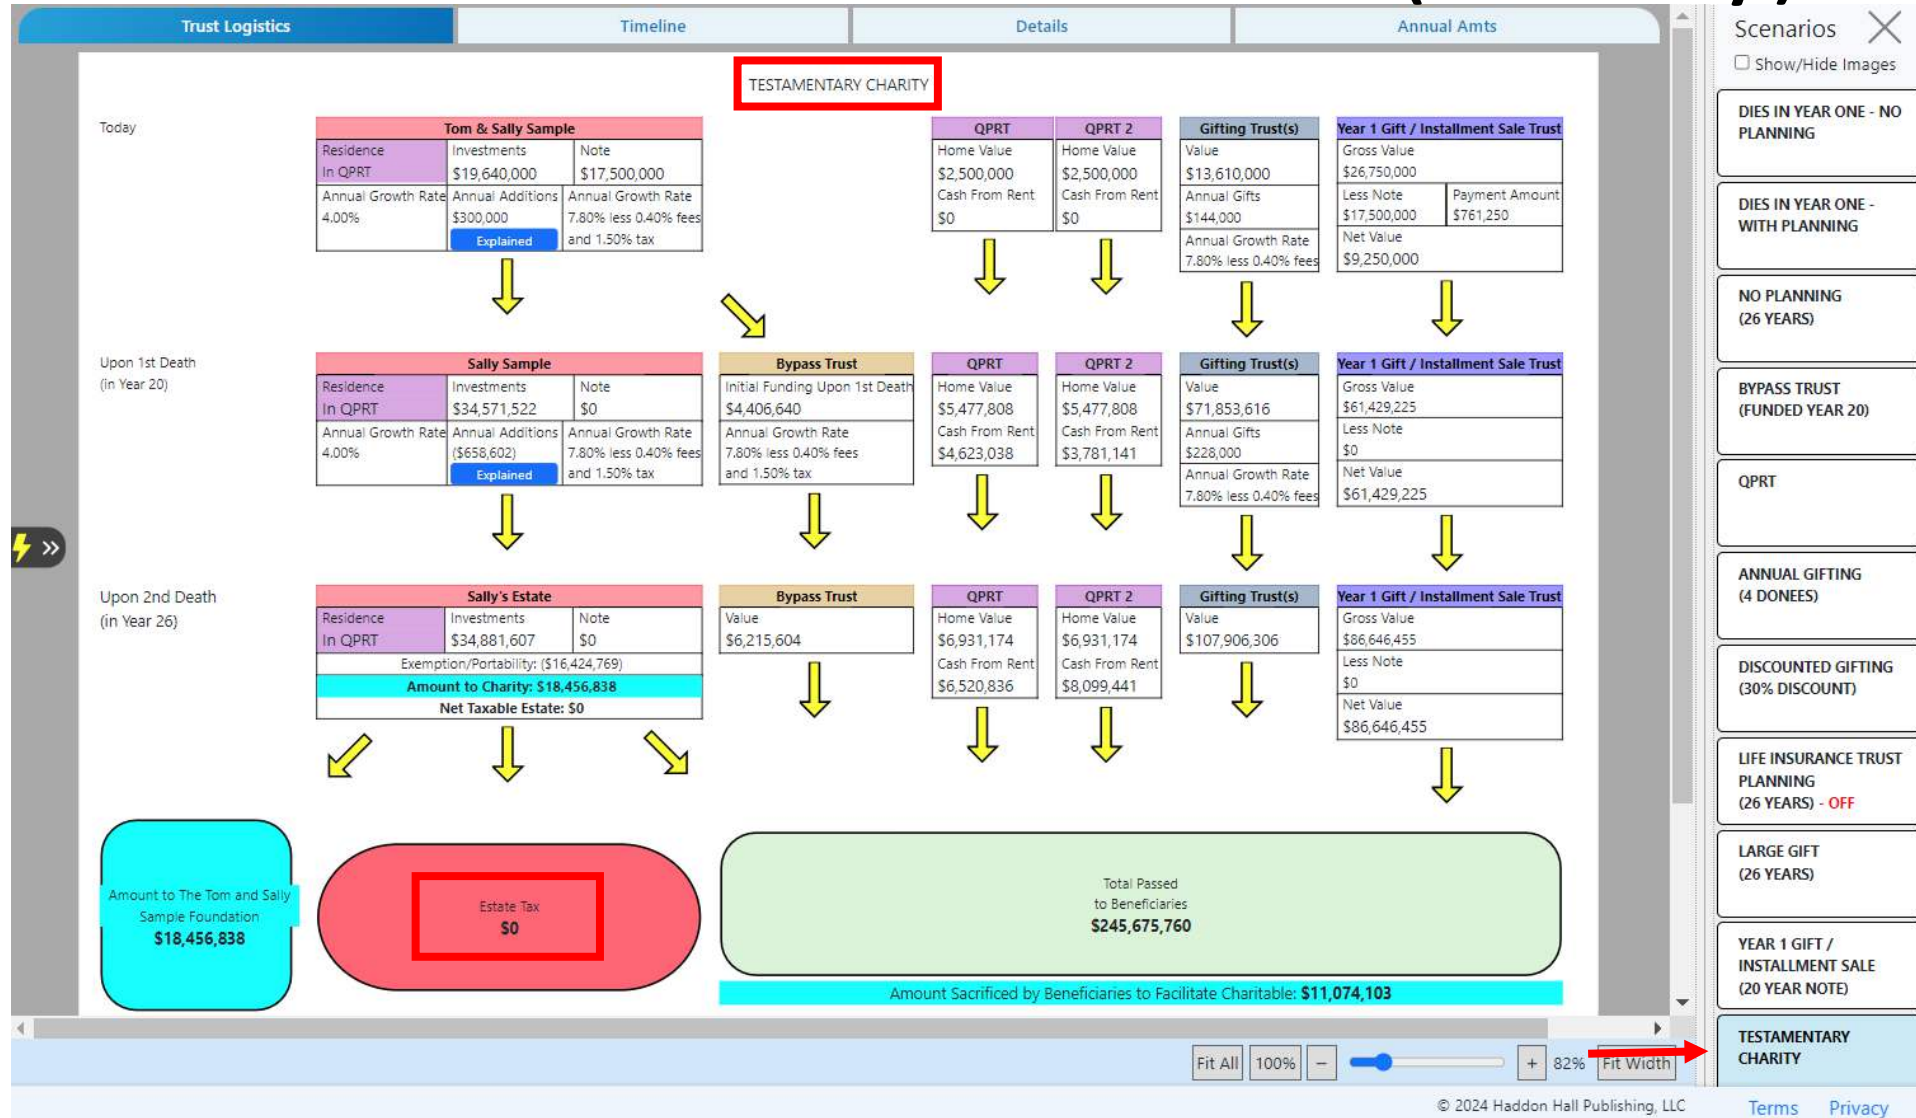 Trust Logistics
Timeline
Details
Annual Amts
Scenarios
Show/Hide Images
TESTAMENTARY CHARITY
Today
Tom & Sally Sample
Residence
In QPRT
Investments
$19,640,000
Note
$17,500,000
Annual Growth Rate
4.00%
Annual Additions
$300,000
Explained
Annual Growth Rate
7.80% less 0.40% fees
and 1.50% tax
QPRT
Home Value
$2,500,000
Cash From Rent
$0
QPRT 2
Home Value
$2,500,000
Cash From Rent
$0
Gifting Trust(s)
Value
$13,610,000
Annual Gifts
$144,000
Annual Growth Rate
7.80% less 0.40% fees
Year 1 Gift / Installment Sale Trust
Gross Value
$26,750,000
Less Note
$17,500,000
Payment Amount
$761,250
Net Value
$9,250,000
Upon 1st Death
(in Year 20)
Sally Sample
Residence
In QPRT
Investments
$34,571,522
Note
$0
Annual Growth Rate
4.00%
Annual Additions
($658,602)
Explained
Annual Growth Rate
7.80% less 0.40% fees
and 1.50% tax
Bypass Trust
Initial Funding Upon 1st Death
$4,406,640
Annual Growth Rate
7.80% less 0.40% fees
and 1.50% tax
QPRT
Home Value
$5,477,808
Cash From Rent
$4,623,038
QPRT 2
Home Value
$5,477,808
Cash From Rent
$3,781,141
Gifting Trust(s)
Value
$71,853,616
Annual Gifts
$228,000
Annual Growth Rate
7.80% less 0.40% fees
Year 1 Gift / Installment Sale Trust
Gross Value
$61,429,225
Less Note
$0
Net Value
$61,429,225
Upon 2nd Death
(in Year 26)
Sally's Estate
Residence
In QPRT
Investments
$34,881,607
Note
$0
Exemption/Portability: ($16,424,769)
Amount to Charity: $18,456,838
Net Taxable Estate: $0
Bypass Trust
Value
$6,215,604
QPRT
Home Value
$6,931,174
Cash From Rent
$6,520,836
QPRT 2
Home Value
$6,931,174
Cash From Rent
$8,099,441
Gifting Trust(s)
Value
$107,906,306
Year 1 Gift / Installment Sale Trust
Gross Value
$86,646,455
Less Note
$0
Net Value
$86,646,455
Amount to The Tom and Sally
Sample Foundation
$18,456,838
Estate Tax
$0
Total Passed
to Beneficiaries
$245,675,760
Amount Sacrificed by Beneficiaries to Facilitate Charitable: $11,074,103
DIES IN YEAR ONE - NO
PLANNING
DIES IN YEAR ONE -
WITH PLANNING
NO PLANNING
(26 YEARS)
BYPASS TRUST
(FUNDED YEAR 20)
QPRT
ANNUAL GIFTING
(4 DONEES)
DISCOUNTED GIFTING
(30% DISCOUNT)
LIFE INSURANCE TRUST
PLANNING
(26 YEARS) - OFF
LARGE GIFT
(26 YEARS)
YEAR 1 GIFT /
INSTALLMENT SALE
(20 YEAR NOTE)
TESTAMENTARY
CHARITY
Fit All
100%
−
+
82%
Fit Width
© 2024 Haddon Hall Publishing, LLC
Terms
Privacy